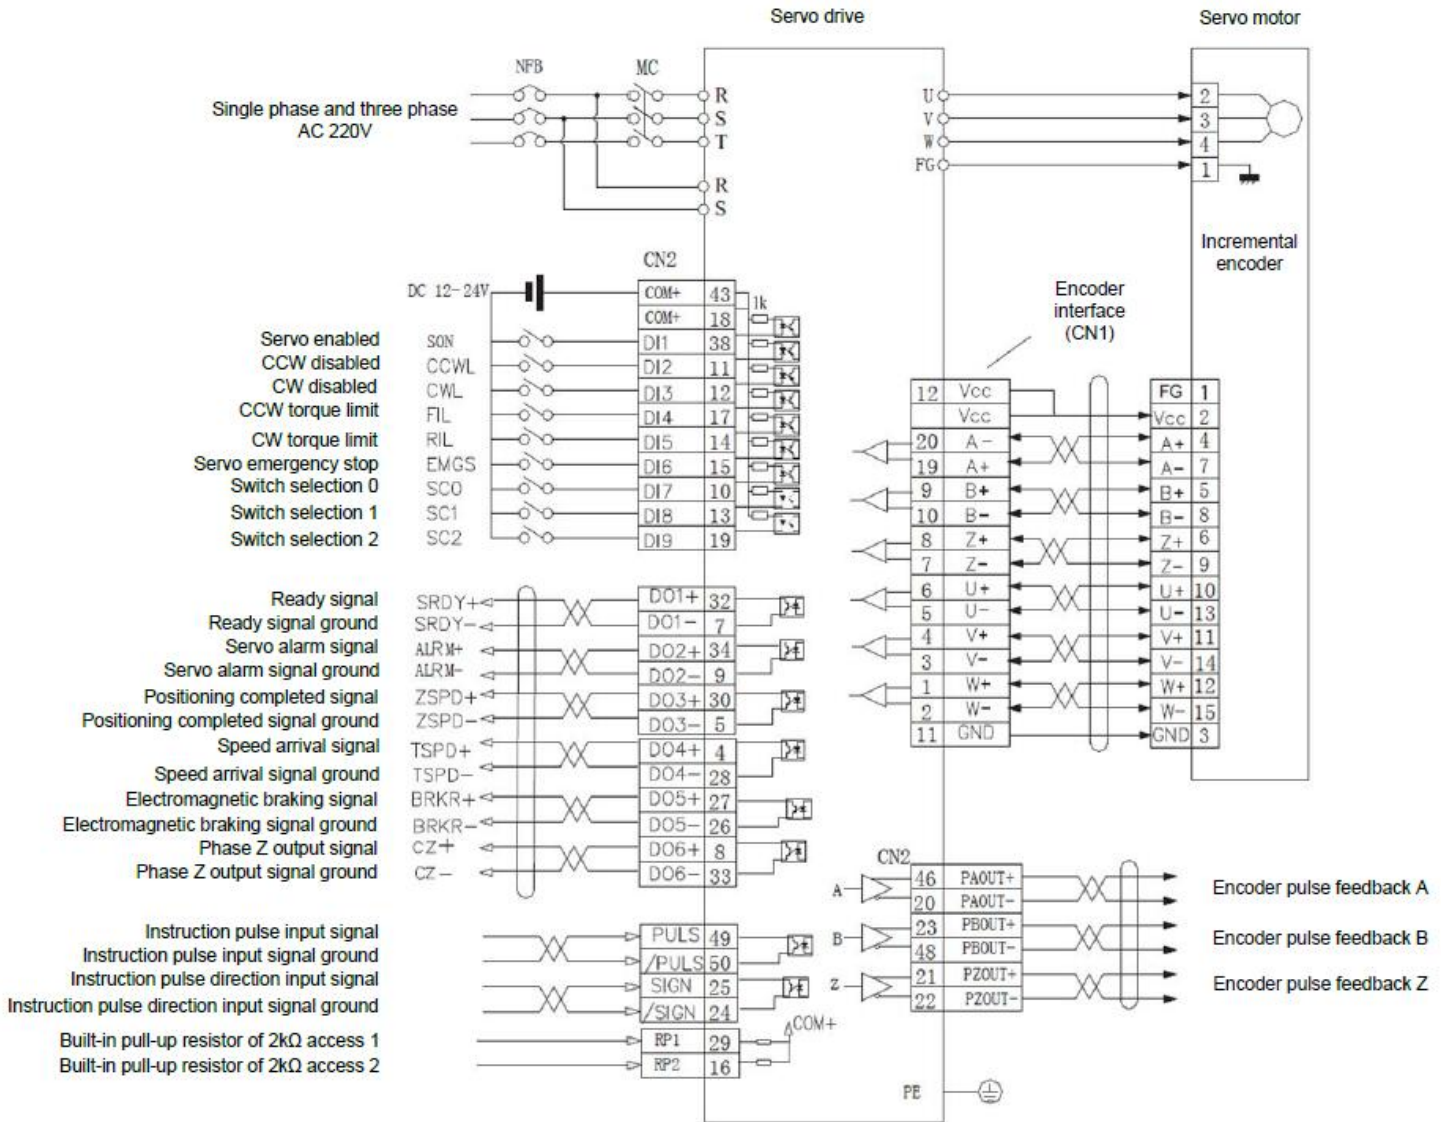 Servo drive
Servo motor
NFB
MC
Single phase and three phase
AC 220V
R
S
T
R
S
U
V
W
FG
2
3
4
1
Incremental
encoder
CN2
DC 12-24V
COM+ 43
1k
COM+ 18
Servo enabled SON DI1 38
CCW disabled CCWL DI2 11
CW disabled CWL DI3 12
CCW torque limit FIL DI4 17
CW torque limit RIL DI5 14
Servo emergency stop EMGS DI6 15
Switch selection 0 SC0 DI7 10
Switch selection 1 SC1 DI8 13
Switch selection 2 SC2 DI9 19
Encoder
interface
(CN1)
12 Vcc FG 1
Vcc Vcc 2
20 A- A+ 4
19 A+ A- 7
9 B+ B+ 5
10 B- B- 8
8 Z+ Z+ 6
7 Z- Z- 9
6 U+ U+ 10
5 U- U- 13
4 V+ V+ 11
3 V- V- 14
1 W+ W+ 12
2 W- W- 15
11 GND GND 3
Ready signal SRDY+ DO1+ 32
Ready signal ground SRDY- DO1- 7
Servo alarm signal ALRM+ DO2+ 34
Servo alarm signal ground ALRM- DO2- 9
Positioning completed signal ZSPD+ DO3+ 30
Positioning completed signal ground ZSPD- DO3- 5
Speed arrival signal TSPD+ DO4+ 4
Speed arrival signal ground TSPD- DO4- 28
Electromagnetic braking signal BRKR+ DO5+ 27
Electromagnetic braking signal ground BRKR- DO5- 26
Phase Z output signal CZ+ DO6+ 8
Phase Z output signal ground CZ- DO6- 33
CN2
A 46 PAOUT+
20 PAOUT-
Encoder pulse feedback A
B 23 PBOUT+
48 PBOUT-
Encoder pulse feedback B
Z 21 PZOUT+
22 PZOUT-
Encoder pulse feedback Z
Instruction pulse input signal PULS 49
Instruction pulse input signal ground /PULS 50
Instruction pulse direction input signal SIGN 25
Instruction pulse direction input signal ground /SIGN 24
COM+
Built-in pull-up resistor of 2kΩ access 1 RP1 29
Built-in pull-up resistor of 2kΩ access 2 RP2 16
PE